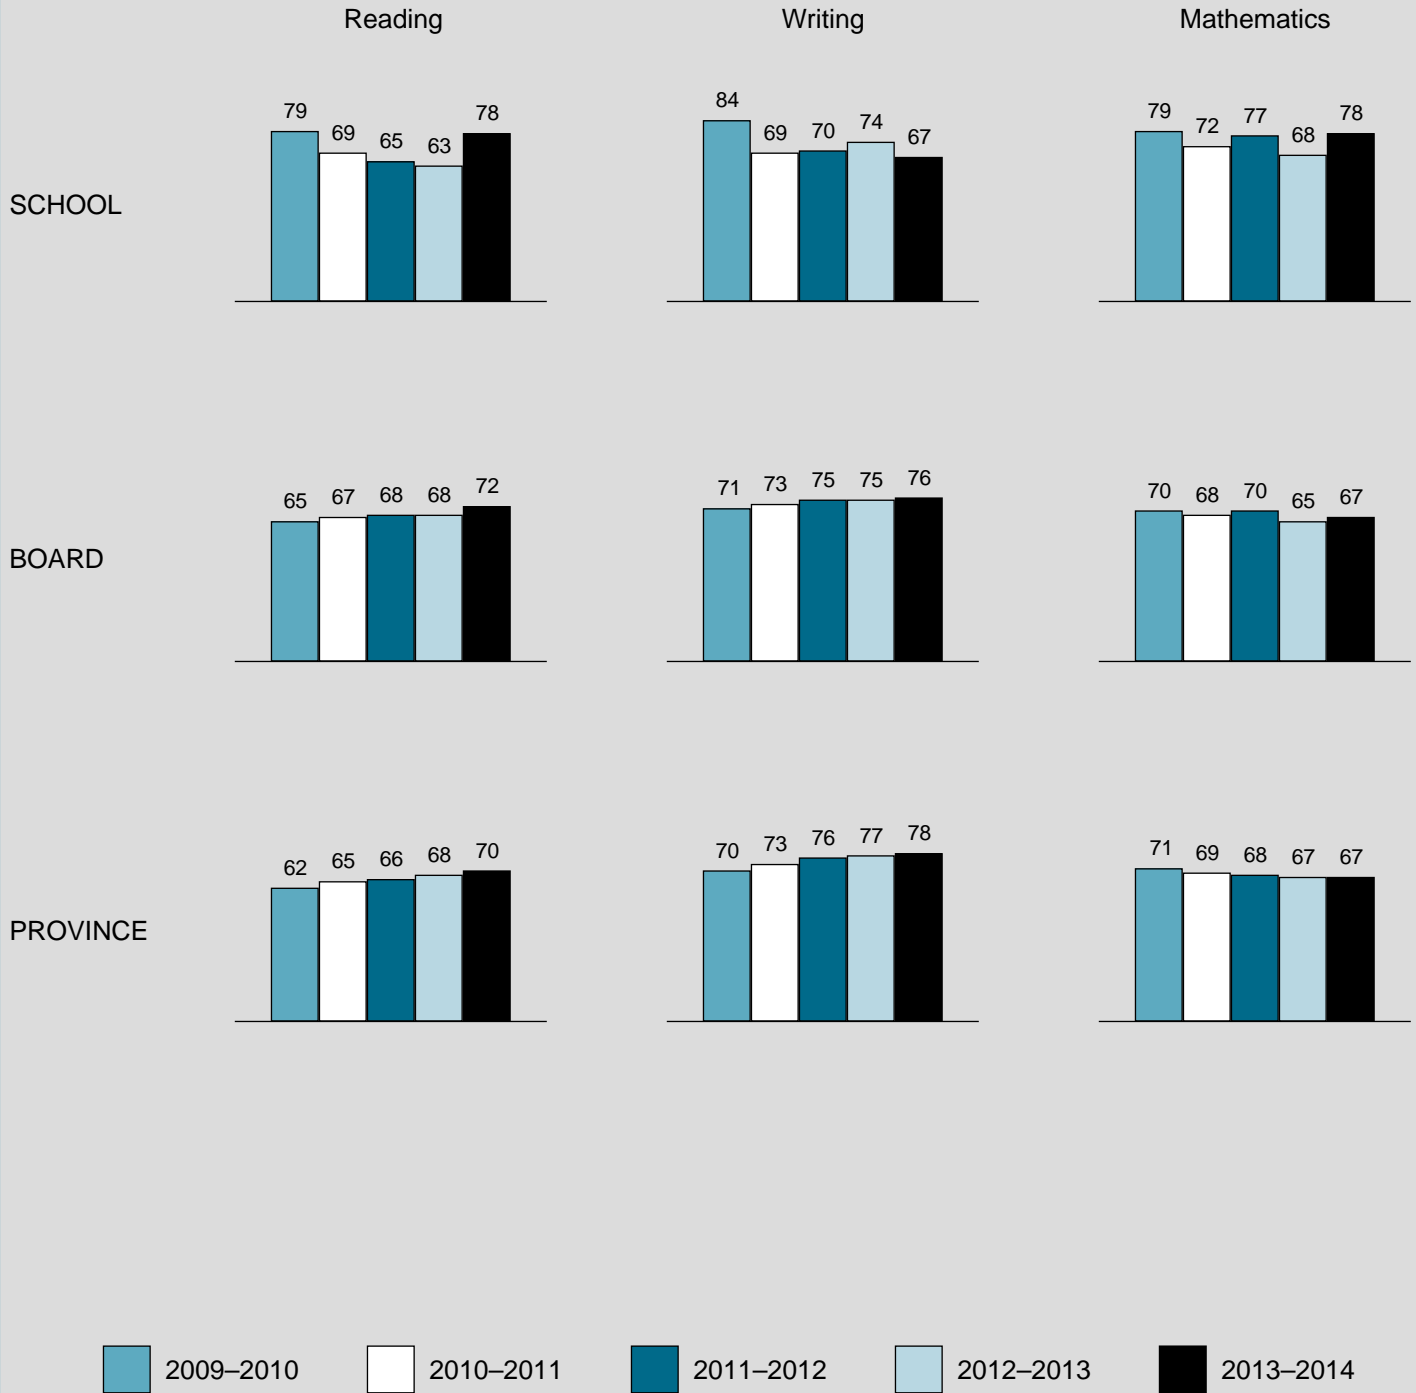 Reading Writing Mathematics
79 69 65 63 78 84 69 70 74 67 79 72 77 68 78
SCHOOL
65 67 68 68 72 71 73 75 75 76 70 68 70 65 67
BOARD
62 65 66 68 70 70 73 76 77 78 71 69 68 67 67
PROVINCE
2009–2010 2010–2011 2011–2012 2012–2013 2013–2014